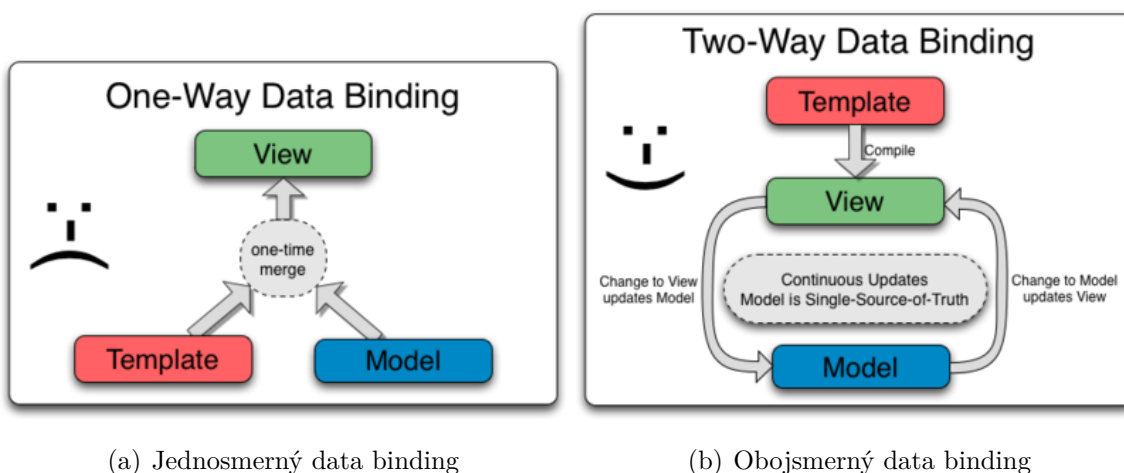 One-Way Data Binding
View
one-time
merge
Template
Model
(a) Jednosmerný data binding
Two-Way Data Binding
Template
Compile
View
Change to View
updates Model
Continuous Updates
Model is Single-Source-of-Truth
Change to Model
updates View
Model
(b) Obojsmerný data binding